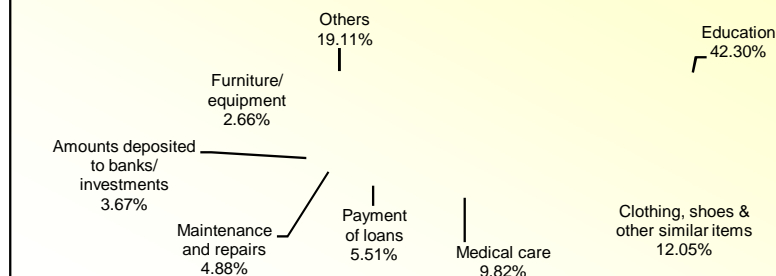 Others
19.11%
Education
42.30%
Furniture/
equipment
2.66%
Amounts deposited
to banks/
investments
3.67%
Maintenance
and repairs
4.88%
Payment
of loans
5.51%
Medical care
9.82%
Clothing, shoes &
other similar items
12.05%